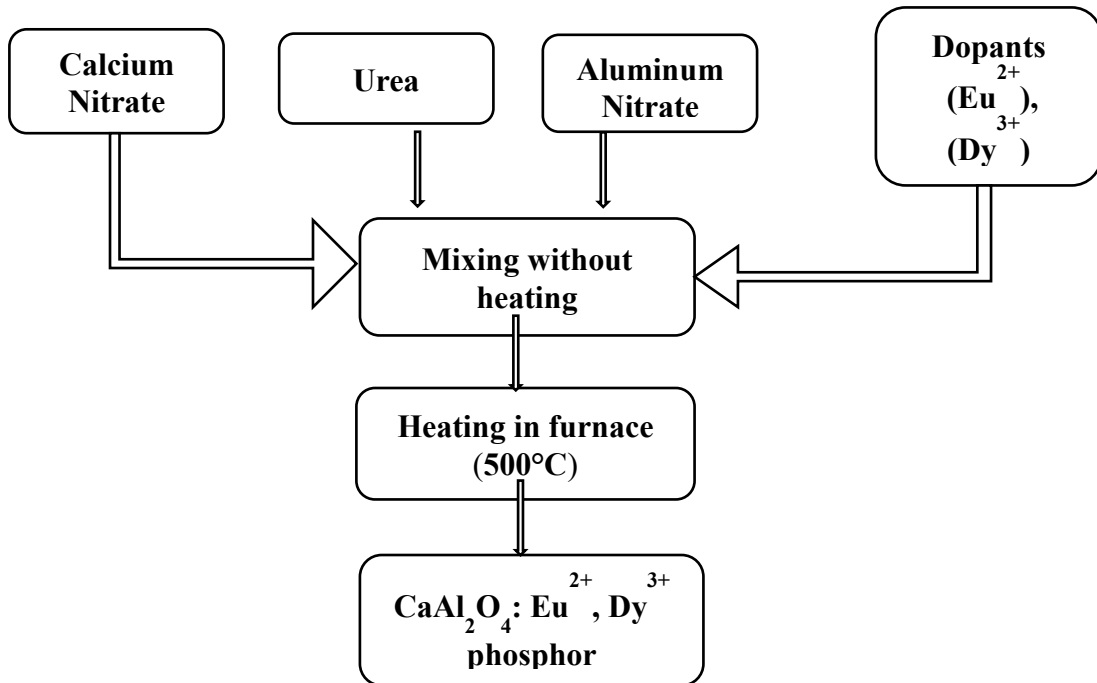 Calcium
Nitrate
Urea
Aluminum
Nitrate
Dopants
(Eu²⁺),
(Dy³⁺)
Mixing without
heating
Heating in furnace
(500°C)
CaAl₂O₄: Eu²⁺, Dy³⁺
phosphor